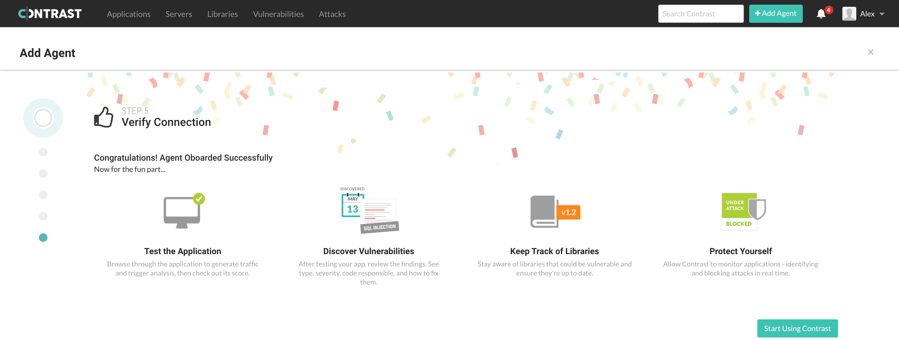 CONTRAST Applications Servers Libraries Vulnerabilities Attacks Search Contrast + Add Agent 4 Alex
Add Agent ×
STEP 5
Verify Connection
Congratulations! Agent Oboarded Successfully
Now for the fun part...
DISCOVERED
MAY
13
SQL INJECTION
v1.2
UNDER
ATTACK
BLOCKED
Test the Application
Browse through the application to generate traffic
and trigger analysis, then check out its score.
Discover Vulnerabilities
After testing your app, review the findings. See
type, severity, code responsible, and how to fix
them.
Keep Track of Libraries
Stay aware of libraries that could be vulnerable and
ensure they're up to date.
Protect Yourself
Allow Contrast to monitor applications - identifying
and blocking attacks in real time.
Start Using Contrast